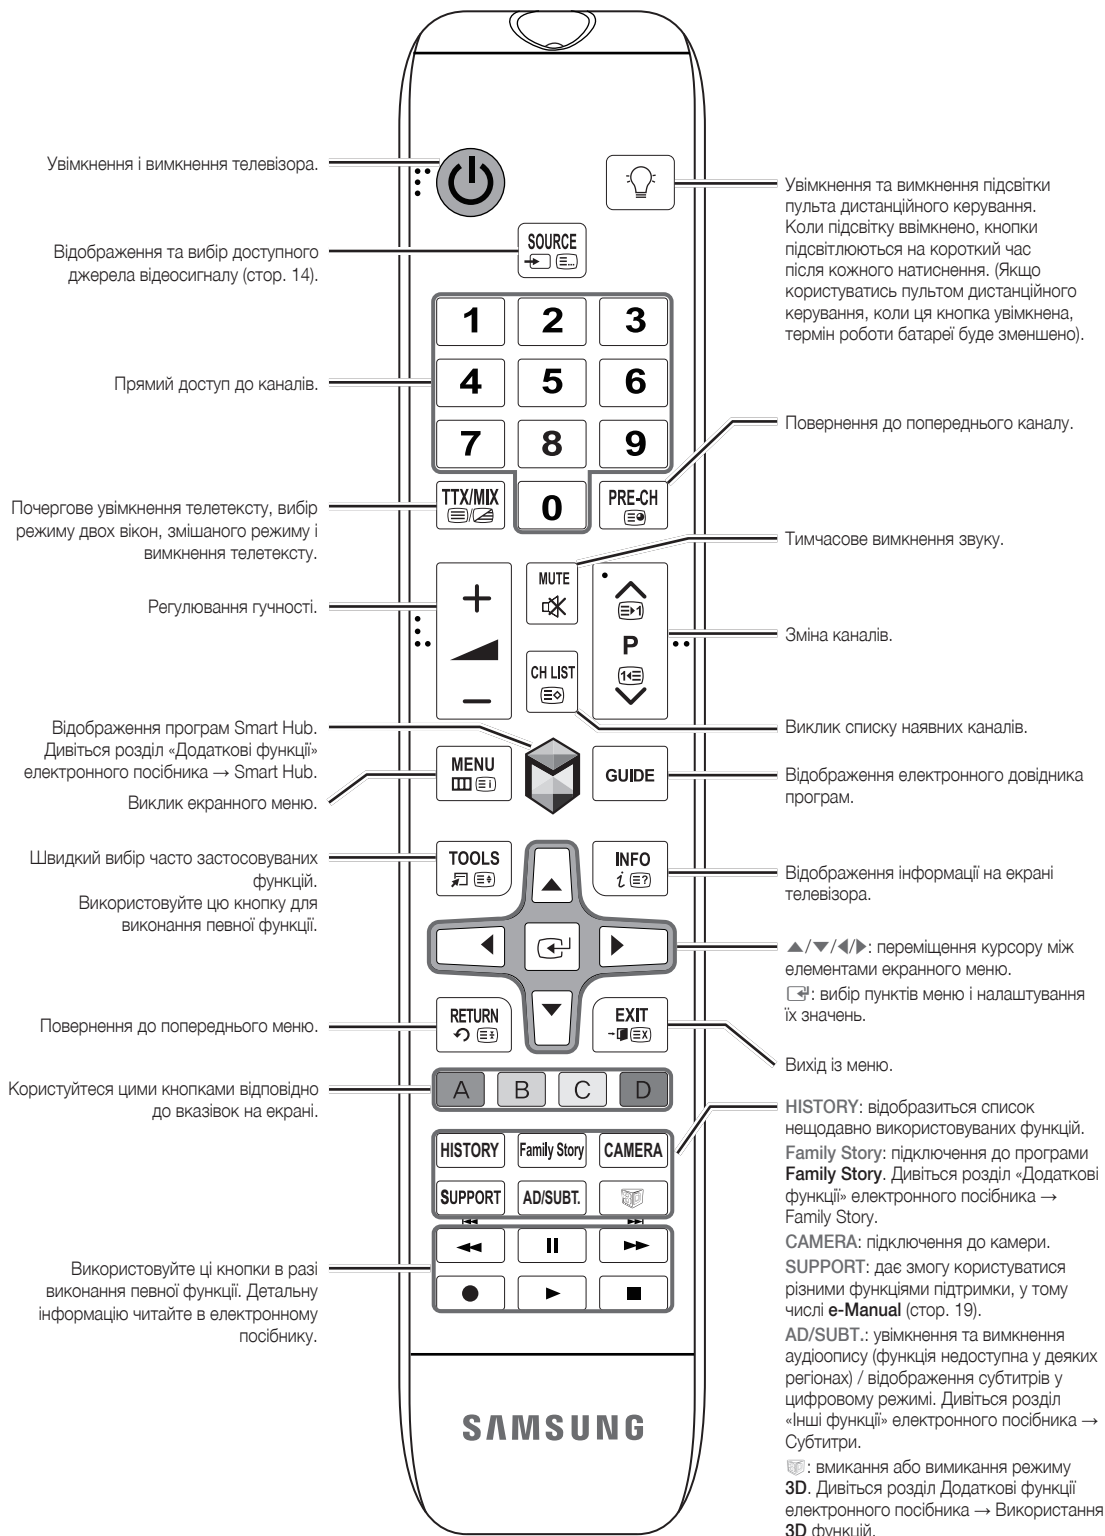 Увімкнення і вимкнення телевізора.
Увімкнення та вимкнення підсвітки
пульта дистанційного керування.
Коли підсвітку ввімкнено, кнопки
підсвітлюються на короткий час
після кожного натиснення. (Якщо
користуватись пультом дистанційного
керування, коли ця кнопка увімкнена,
термін роботи батареї буде зменшено).
SOURCE
Відображення та вибір доступного
джерела відеосигналу (стор. 14).
1 2 3
4 5 6
Прямий доступ до каналів.
7 8 9
Повернення до попереднього каналу.
TTX/MIX 0 PRE-CH
Почергове увімкнення телетексту, вибір
режиму двох вікон, змішаного режиму і
вимкнення телетексту.
Тимчасове вимкнення звуку.
MUTE
Регулювання гучності.
+
P
Зміна каналів.
CH LIST
−
Виклик списку наявних каналів.
Відображення програм Smart Hub.
Дивіться розділ «Додаткові функції»
електронного посібника → Smart Hub.
MENU GUIDE
Виклик екранного меню.
Відображення електронного довідника
програм.
TOOLS INFO
Швидкий вибір часто застосовуваних
функцій.
Використовуйте цю кнопку для
виконання певної функції.
Відображення інформації на екрані
телевізора.
▲/▼/◀/▶: переміщення курсору між
елементами екранного меню.
: вибір пунктів меню і налаштування
їх значень.
RETURN EXIT
Повернення до попереднього меню.
Вихід із меню.
A B C D
Користуйтеся цими кнопками відповідно
до вказівок на екрані.
HISTORY Family Story CAMERA
SUPPORT AD/SUBT.
HISTORY: відобразиться список
нещодавно використовуваних функцій.
Family Story: підключення до програми
Family Story. Дивіться розділ «Додаткові
функції» електронного посібника →
Family Story.
CAMERA: підключення до камери.
SUPPORT: дає змогу користуватися
різними функціями підтримки, у тому
числі e-Manual (стор. 19).
AD/SUBT.: увімкнення та вимкнення
аудіоопису (функція недоступна у деяких
регіонах) / відображення субтитрів у
цифровому режимі. Дивіться розділ
«Інші функції» електронного посібника →
Субтитри.
: вмикання або вимикання режиму
3D. Дивіться розділ Додаткові функції
електронного посібника → Використання
3D функцій.
Використовуйте ці кнопки в разі
виконання певної функції. Детальну
інформацію читайте в електронному
посібнику.
SAMSUNG